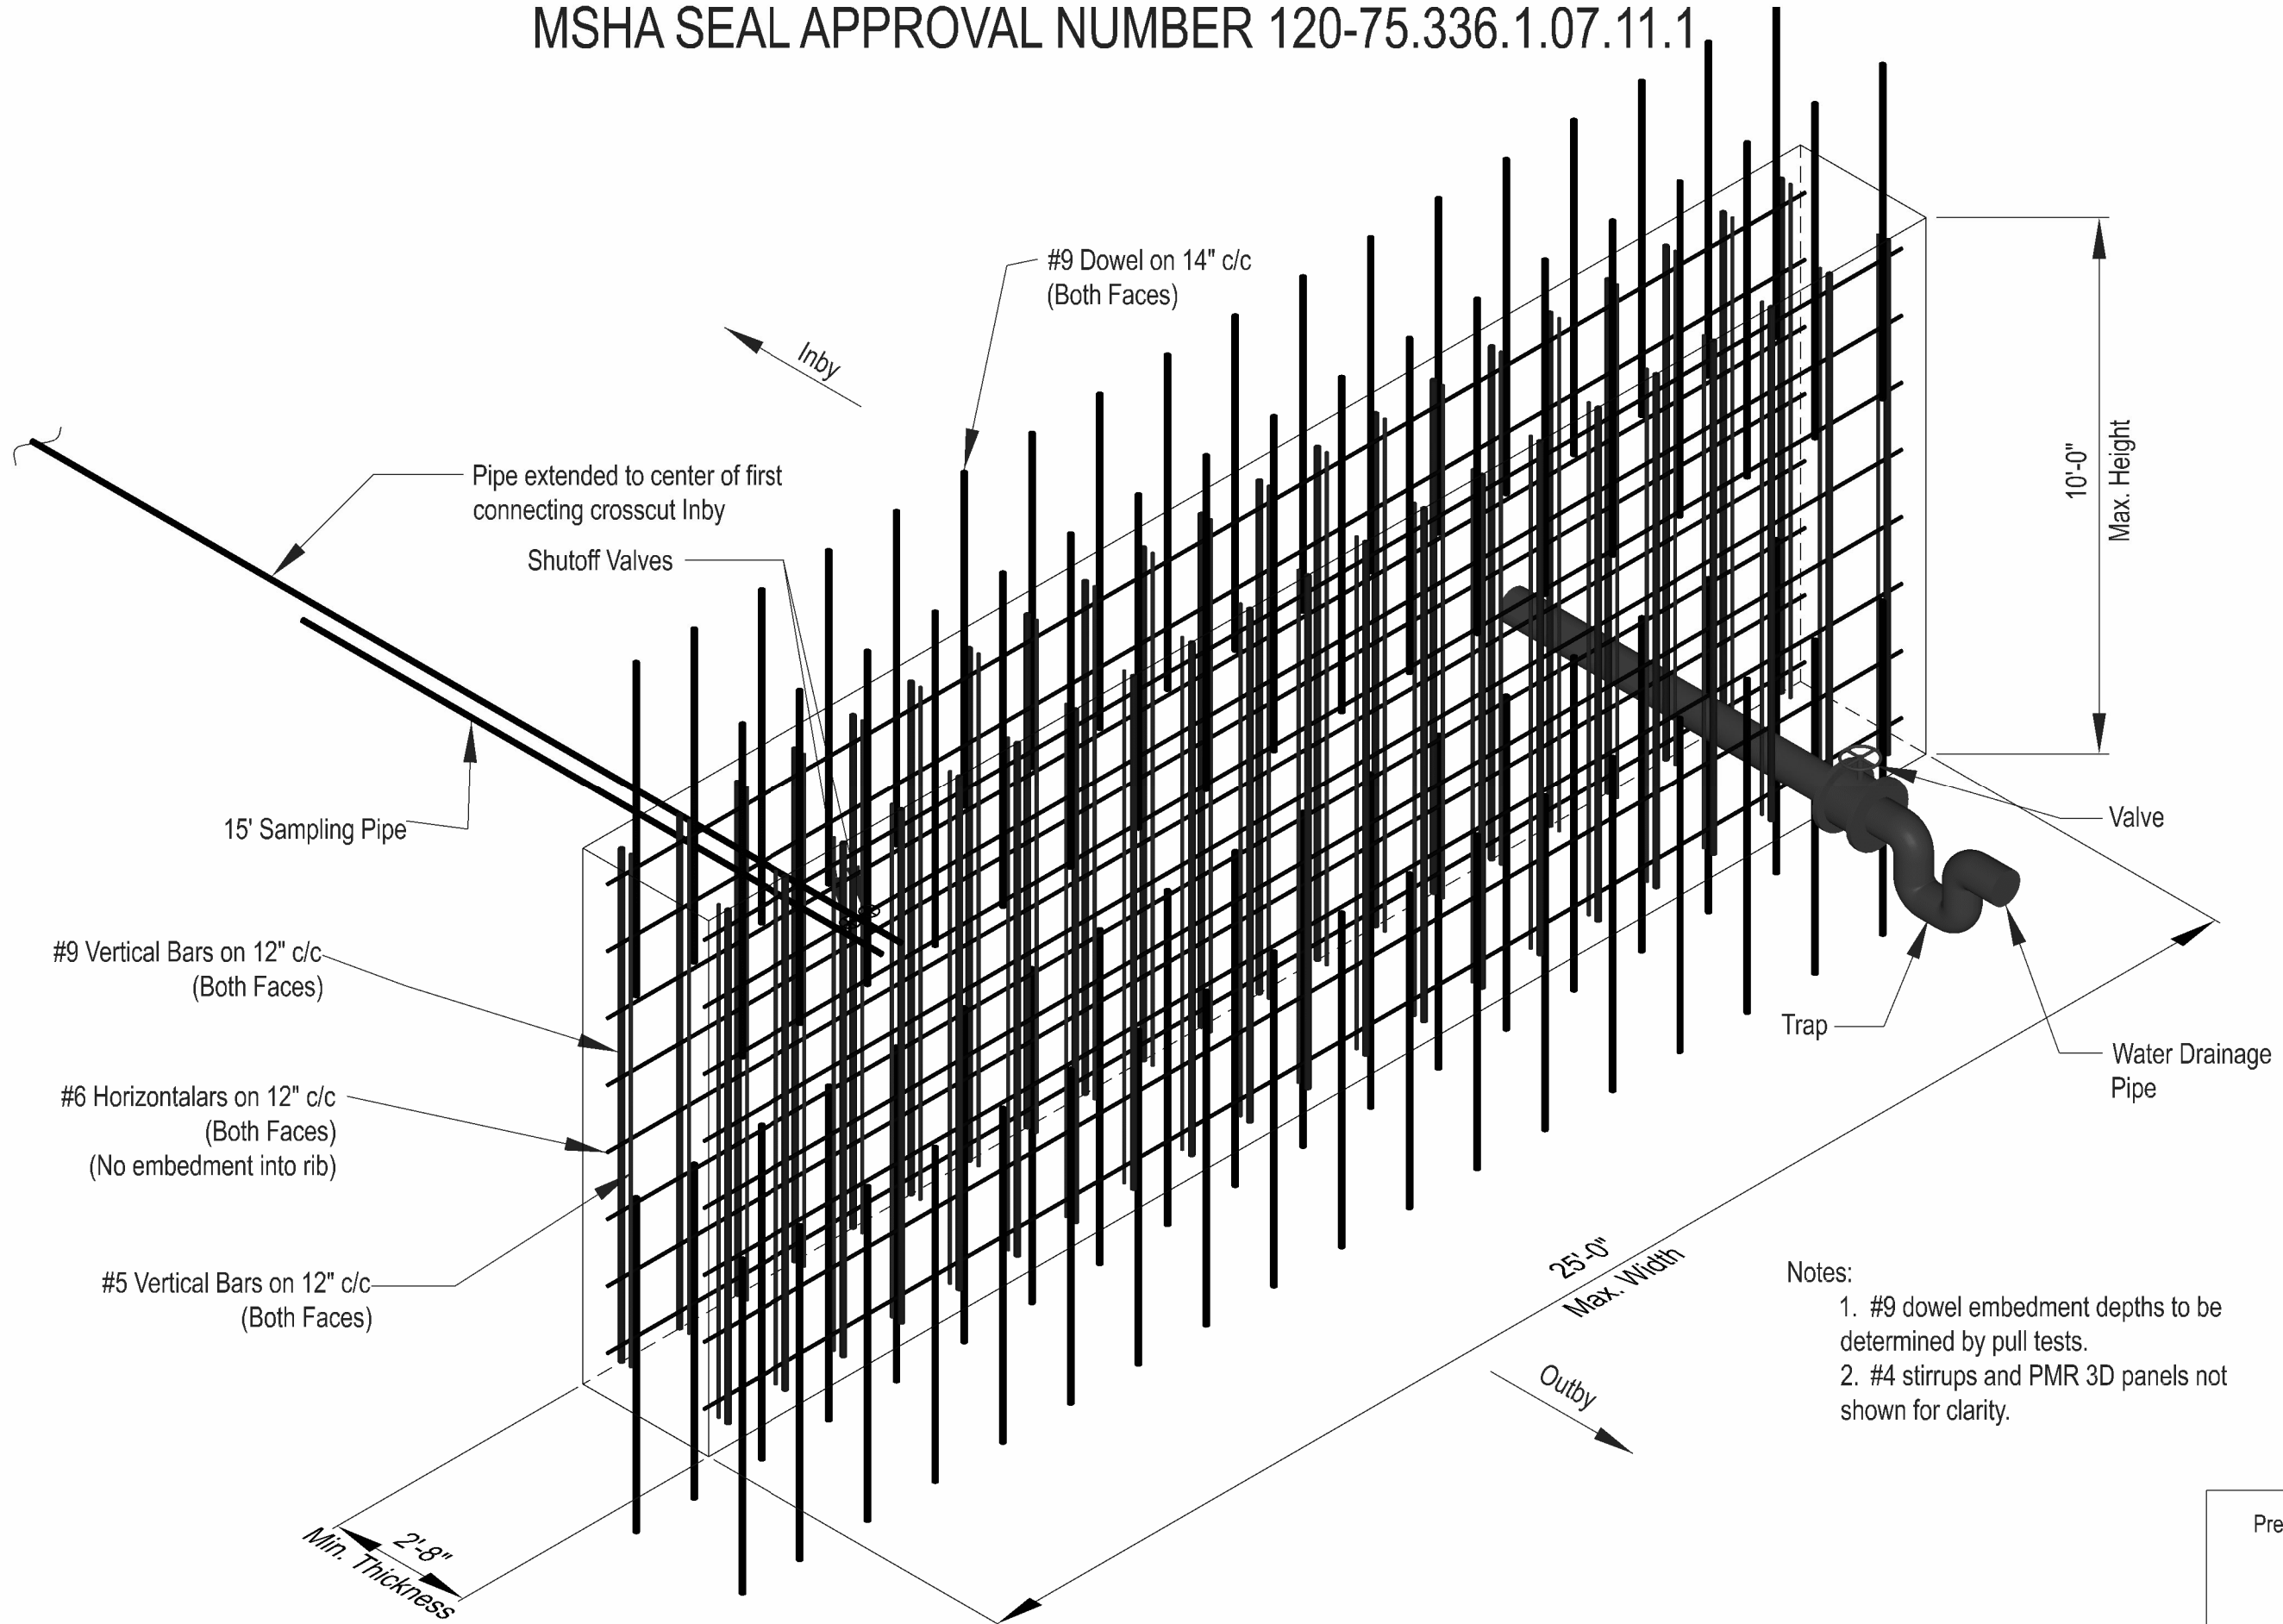 MSHA SEAL APPROVAL NUMBER 120-75.336.1.07.11.1
#9 Dowel on 14" c/c
(Both Faces)
Inby
Pipe extended to center of first
connecting crosscut Inby
Shutoff Valves
10'-0"
Max. Height
15' Sampling Pipe
Valve
#9 Vertical Bars on 12" c/c
(Both Faces)
Trap
Water Drainage
Pipe
#6 Horizontalars on 12" c/c
(Both Faces)
(No embedment into rib)
#5 Vertical Bars on 12" c/c
(Both Faces)
25'-0"
Max. Width
Outby
Notes:
1. #9 dowel embedment depths to be
determined by pull tests.
2. #4 stirrups and PMR 3D panels not
shown for clarity.
2'-8"
Min. Thickness
Pre